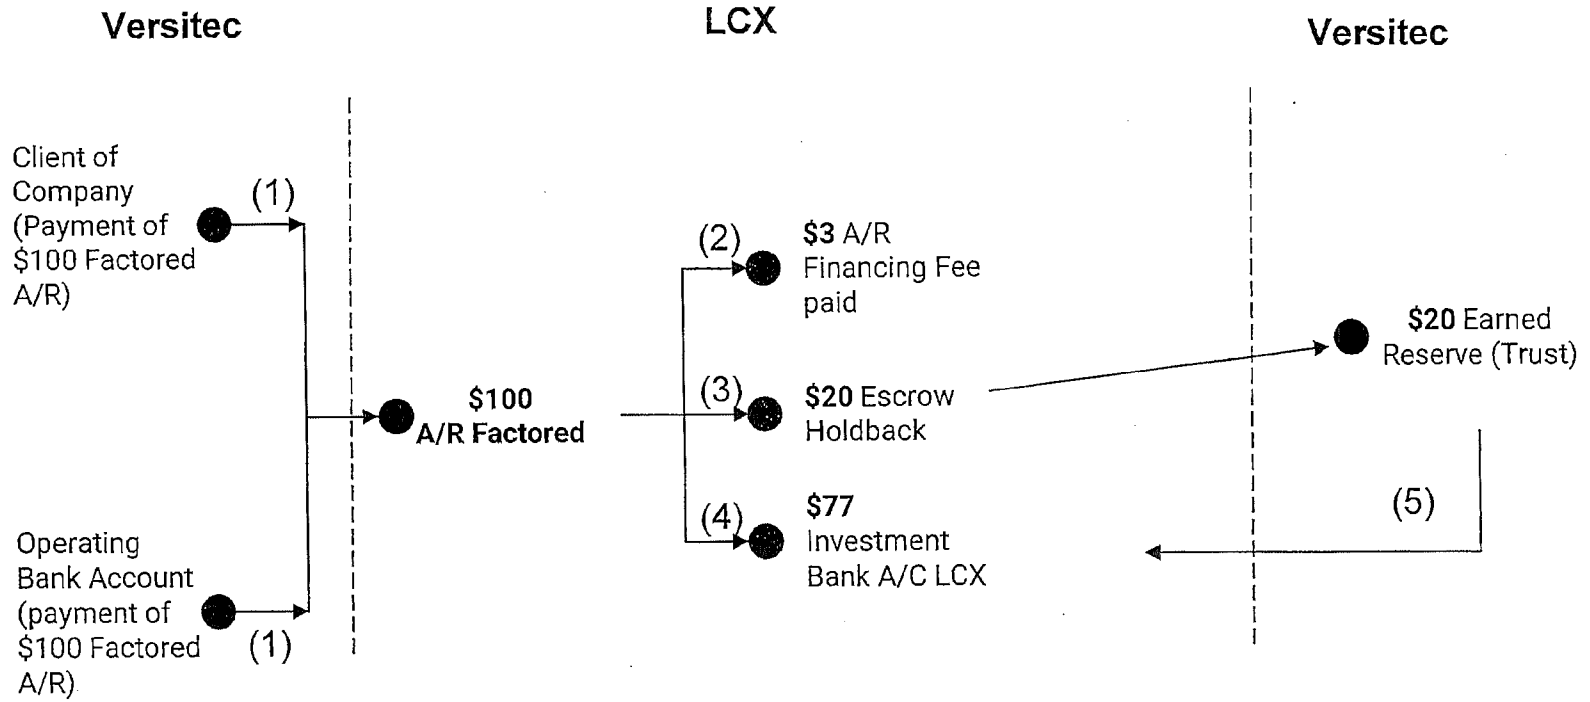 Versitec
LCX
Versitec
Client of
Company
(Payment of
$100 Factored
A/R)
(1)
Operating
Bank Account
(payment of
$100 Factored
A/R)
(1)
$100
A/R Factored
(2)
$3 A/R
Financing Fee
paid
(3)
$20 Escrow
Holdback
(4)
$77
Investment
Bank A/C LCX
$20 Earned
Reserve (Trust)
(5)